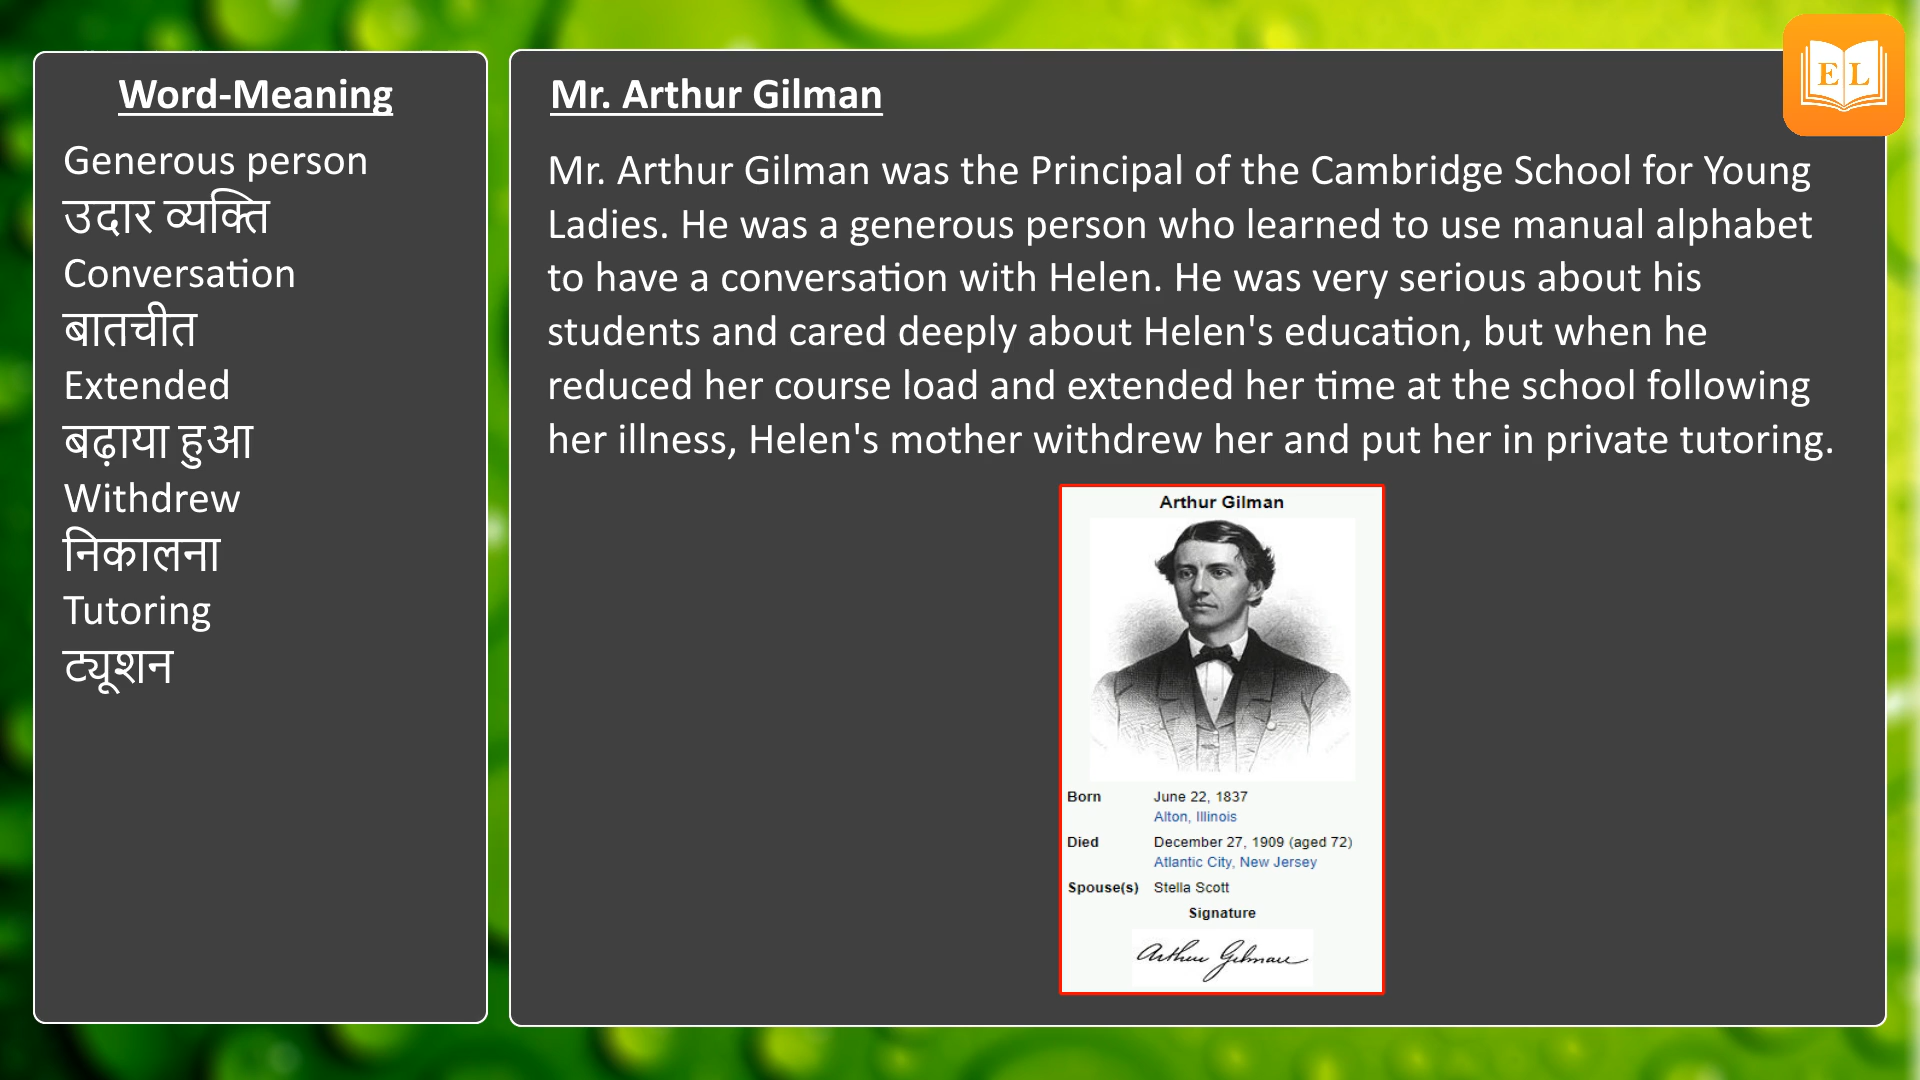 Word-Meaning
Generous person
उदार व्यक्ति
Conversation
बातचीत
Extended
बढ़ाया हुआ
Withdrew
निकालना
Tutoring
ट्यूशन
Mr. Arthur Gilman
Mr. Arthur Gilman was the Principal of the Cambridge School for Young
Ladies. He was a generous person who learned to use manual alphabet
to have a conversation with Helen. He was very serious about his
students and cared deeply about Helen's education, but when he
reduced her course load and extended her time at the school following
her illness, Helen's mother withdrew her and put her in private tutoring.
Arthur Gilman
Born June 22, 1837
Alton, Illinois
Died December 27, 1909 (aged 72)
Atlantic City, New Jersey
Spouse(s) Stella Scott
Signature
Arthur Gilman
E L